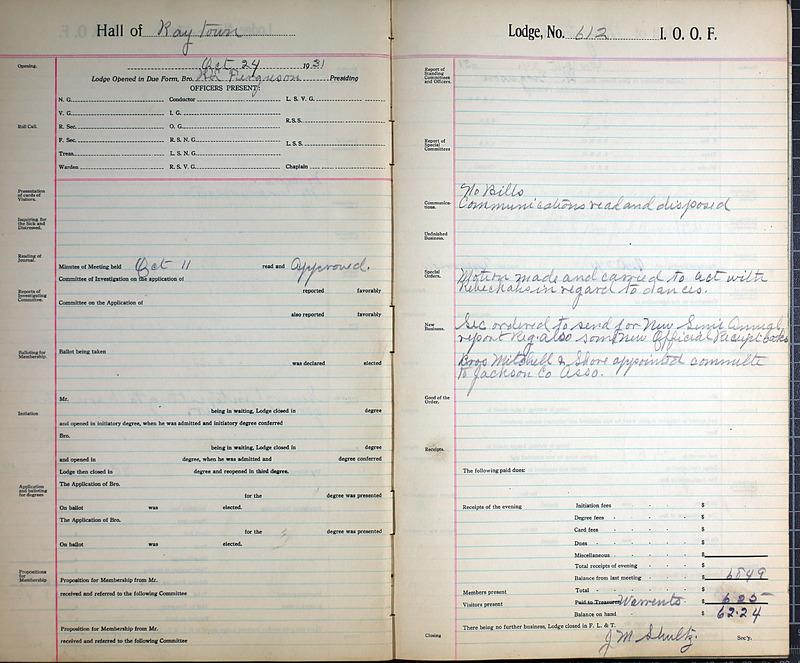 Hall of Raytown
Opening.
Oct 24 1931
Lodge Opened in Due Form, Bro. Presiding
OFFICERS PRESENT:
N. G. Conductor L. S. V. G.
V. G. I. G.
R.S.S.
Roll Call.
R. Sec. O. G.
F. Sec. R. S. N. G.
L.S.S.
Treas. L. S. N. G.
Warden R. S. V. G. Chaplain
Presentation of cards of Visitors.
Inquiring for the Sick and Distressed.
Reading of Journal.
Minutes of Meeting held Oct 11 read and Approved.
Committee of Investigation on the application of
Reports of Investigating Committee.
reported favorably
Committee on the Application of
also reported favorably
Balloting for Membership.
Ballot being taken
was declared elected
Mr.
Initiation
being in waiting, Lodge closed in degree
and opened in initiatory degree, when he was admitted and initiatory degree conferred
Bro.
being in waiting, Lodge closed in degree
and opened in degree, when he was admitted and degree conferred
Lodge then closed in degree and reopened in third degree.
Application and balloting for degrees
The Application of Bro.
for the degree was presented
On ballot was elected.
The Application of Bro.
for the degree was presented
On ballot was elected.
Propositions for Membership
Proposition for Membership from Mr.
received and referred to the following Committee
Proposition for Membership from Mr.
received and referred to the following Committee
Lodge, No. 612 I. O. O. F.
Report of Standing Committees and Officers.
Report of Special Committees
No Bills
Communications.
Communications read and disposed
Unfinished Business.
Special Orders.
Motion made and carried to act with
Rebechahs in regard to dances.
New Business.
Sec ordered to send for New Semi Annual
report Reg. also som new Official Receipt books
Bros Mitchell & Shore appointed committe
to Jackson Co Asso.
Good of the Order.
Receipts.
The following paid dues:
Receipts of the evening Initiation fees $
Degree fees $
Card fees $
Dues $
Miscellaneous $
Total receipts of evening $
Balance from last meeting $ 6849
Members present Total $
Visitors present Paid to Treasurer Warrents $ 625
Balance on hand $ 62.24
There being no further business, Lodge closed in F. L. & T.
Closing J. M. Shultz. Sec'y.